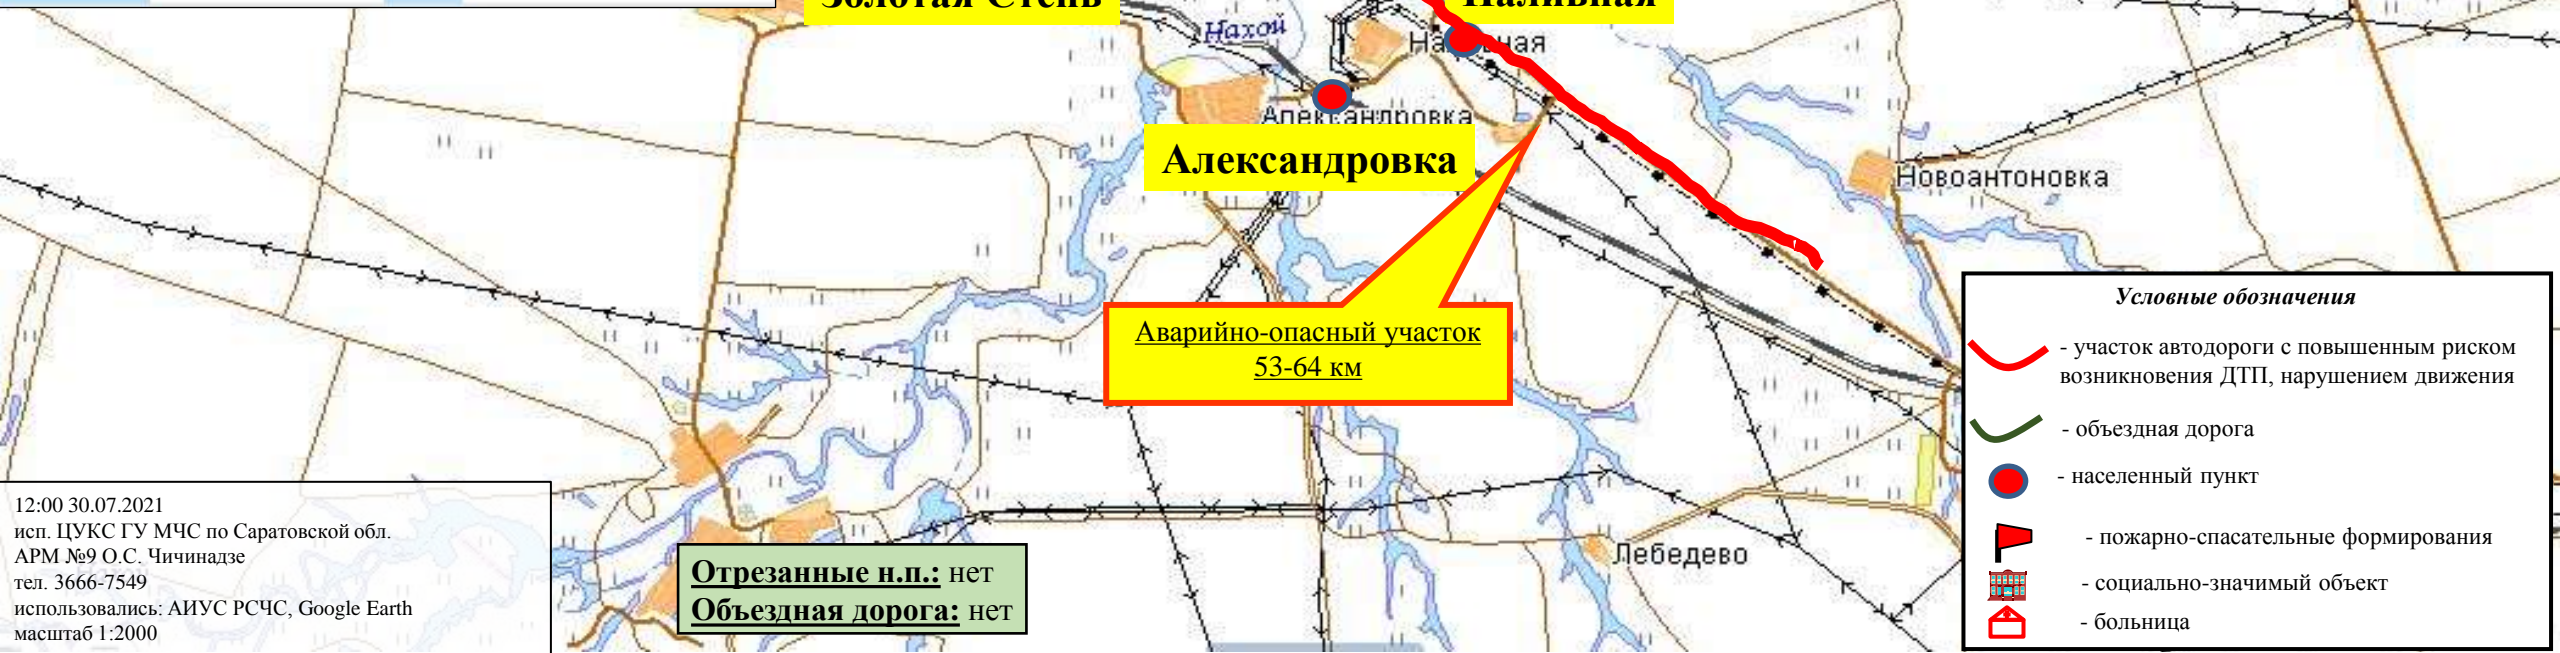 Золотая Степь
Наливная
Нахой
Александровка
Александровка
Новоантоновка
Аварийно-опасный участок
53-64 км
Условные обозначения
- участок автодороги с повышенным риском
возникновения ДТП, нарушением движения
- объездная дорога
- населенный пункт
- пожарно-спасательные формирования
- социально-значимый объект
- больница
Лебедево
12:00 30.07.2021
исп. ЦУКС ГУ МЧС по Саратовской обл.
АРМ №9 О.С. Чичинадзе
тел. 3666-7549
использовались: АИУС РСЧС, Google Earth
масштаб 1:2000
Отрезанные н.п.: нет
Объездная дорога: нет